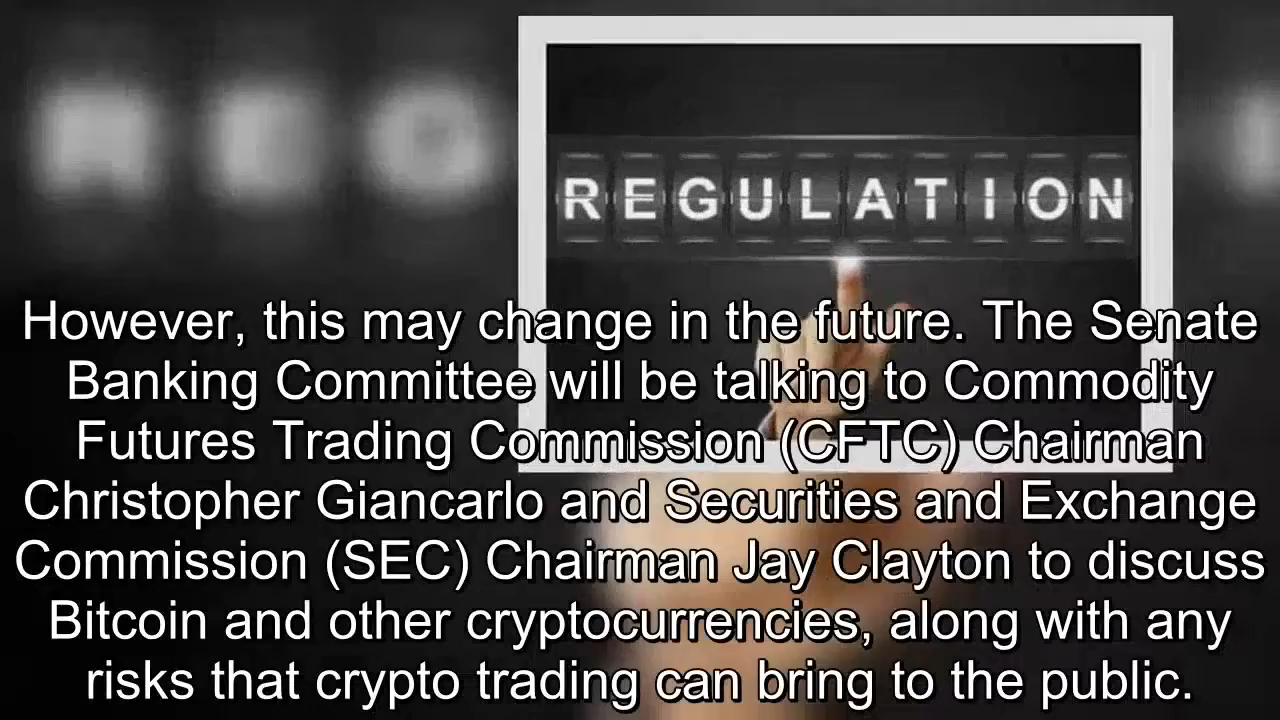 REGULATION
However, this may change in the future. The Senate
Banking Committee will be talking to Commodity
Futures Trading Commission (CFTC) Chairman
Christopher Giancarlo and Securities and Exchange
Commission (SEC) Chairman Jay Clayton to discuss
Bitcoin and other cryptocurrencies, along with any
risks that crypto trading can bring to the public.